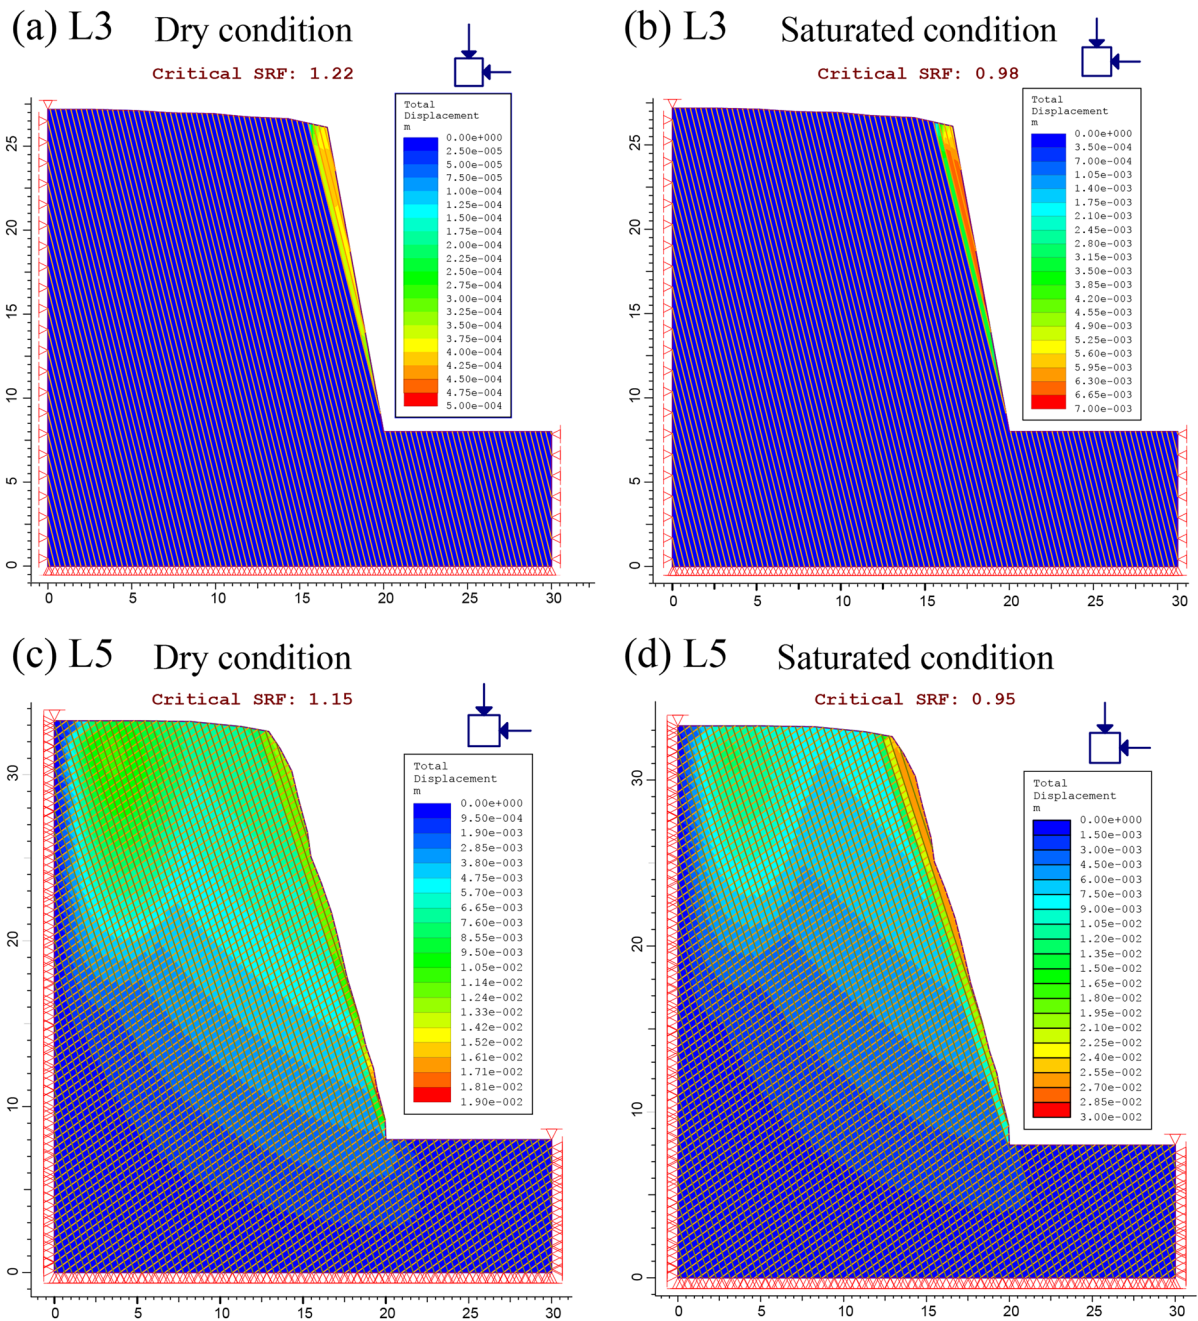 (a) L3 Dry condition
Critical SRF: 1.22
Total
Displacement
m
0.00e+000
2.50e-005
5.00e-005
7.50e-005
1.00e-004
1.25e-004
1.50e-004
1.75e-004
2.00e-004
2.25e-004
2.50e-004
2.75e-004
3.00e-004
3.25e-004
3.50e-004
3.75e-004
4.00e-004
4.25e-004
4.50e-004
4.75e-004
5.00e-004
25
20
15
10
5
0
0 5 10 15 20 25 30
(b) L3 Saturated condition
Critical SRF: 0.98
Total
Displacement
m
0.00e+000
3.50e-004
7.00e-004
1.05e-003
1.40e-003
1.75e-003
2.10e-003
2.45e-003
2.80e-003
3.15e-003
3.50e-003
3.85e-003
4.20e-003
4.55e-003
4.90e-003
5.25e-003
5.60e-003
5.95e-003
6.30e-003
6.65e-003
7.00e-003
25
20
15
10
5
0
0 5 10 15 20 25 30
(c) L5 Dry condition
Critical SRF: 1.15
Total
Displacement
m
0.00e+000
9.50e-004
1.90e-003
2.85e-003
3.80e-003
4.75e-003
5.70e-003
6.65e-003
7.60e-003
8.55e-003
9.50e-003
1.05e-002
1.14e-002
1.24e-002
1.33e-002
1.42e-002
1.52e-002
1.61e-002
1.71e-002
1.81e-002
1.90e-002
30
20
10
0
0 5 10 15 20 25 30
(d) L5 Saturated condition
Critical SRF: 0.95
Total
Displacement
m
0.00e+000
1.50e-003
3.00e-003
4.50e-003
6.00e-003
7.50e-003
9.00e-003
1.05e-002
1.20e-002
1.35e-002
1.50e-002
1.65e-002
1.80e-002
1.95e-002
2.10e-002
2.25e-002
2.40e-002
2.55e-002
2.70e-002
2.85e-002
3.00e-002
30
20
10
0
0 5 10 15 20 25 30